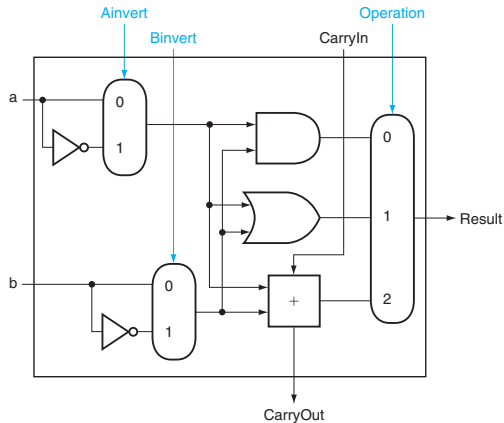 Ainvert
Operation
Binvert
CarryIn
a
0
1
0
1
Result
b
0
1
+
2
CarryOut